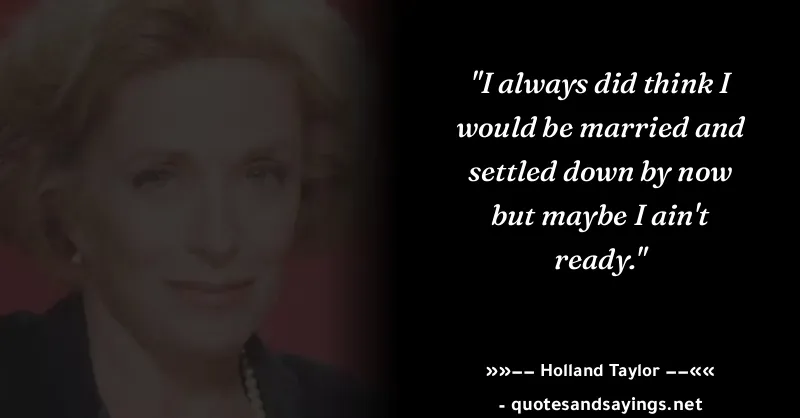 "I always did think I
would be married and
settled down by now
but maybe I ain't
ready."
»»−− Holland Taylor −−««
- quotesandsayings.net